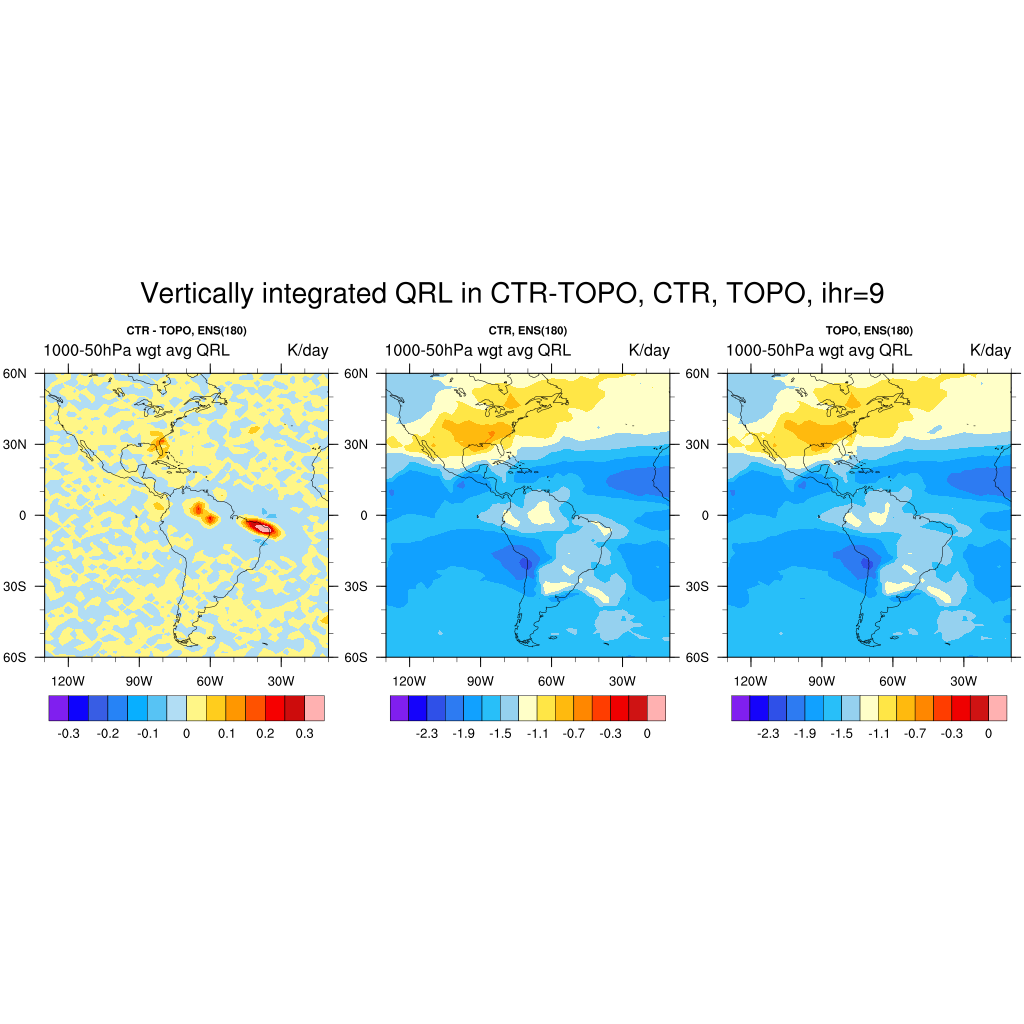 Vertically integrated QRL in CTR-TOPO, CTR, TOPO, ihr=9
CTR - TOPO, ENS(180)
1000-50hPa wgt avg QRL K/day
60N
30N
0
30S
60S
120W 90W 60W 30W
-0.3 -0.2 -0.1 0 0.1 0.2 0.3
CTR, ENS(180)
1000-50hPa wgt avg QRL K/day
60N
30N
0
30S
60S
120W 90W 60W 30W
-2.3 -1.9 -1.5 -1.1 -0.7 -0.3 0
TOPO, ENS(180)
1000-50hPa wgt avg QRL K/day
60N
30N
0
30S
60S
120W 90W 60W 30W
-2.3 -1.9 -1.5 -1.1 -0.7 -0.3 0